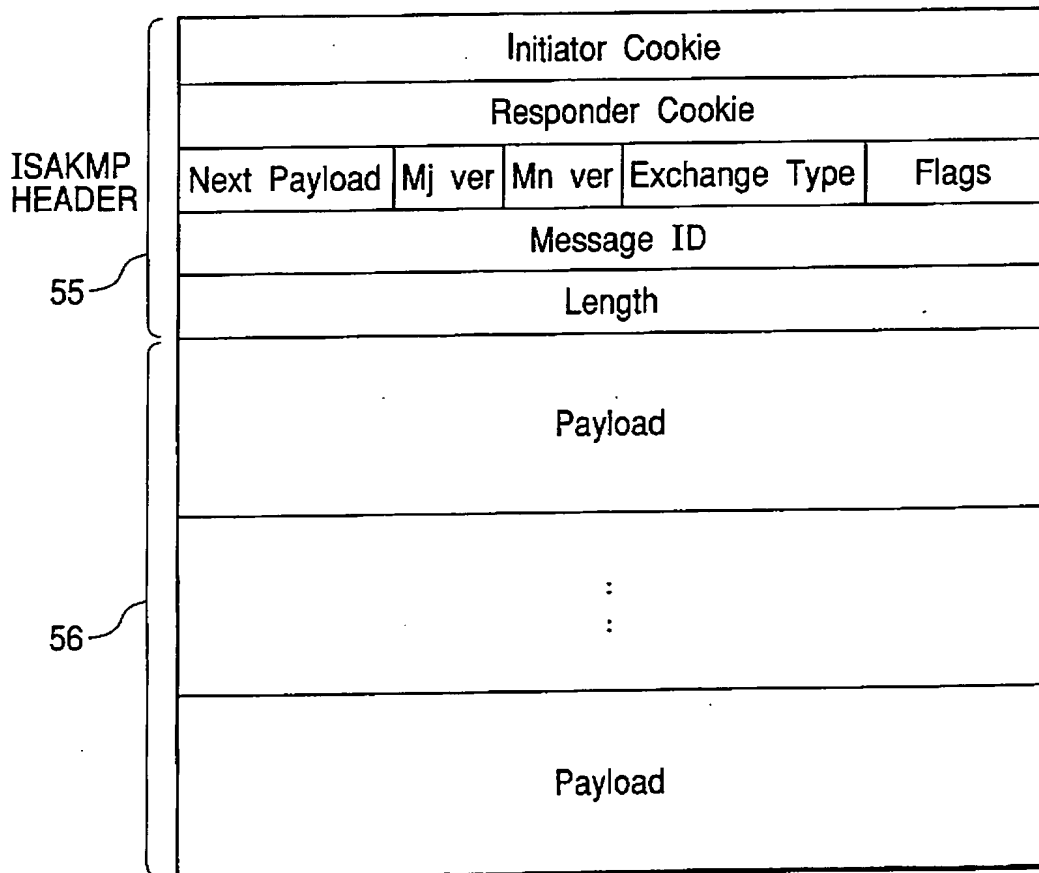 Initiator Cookie
Responder Cookie
ISAKMP
HEADER
Next Payload Mj ver Mn ver Exchange Type Flags
Message ID
55
Length
Payload
:
:
56
Payload